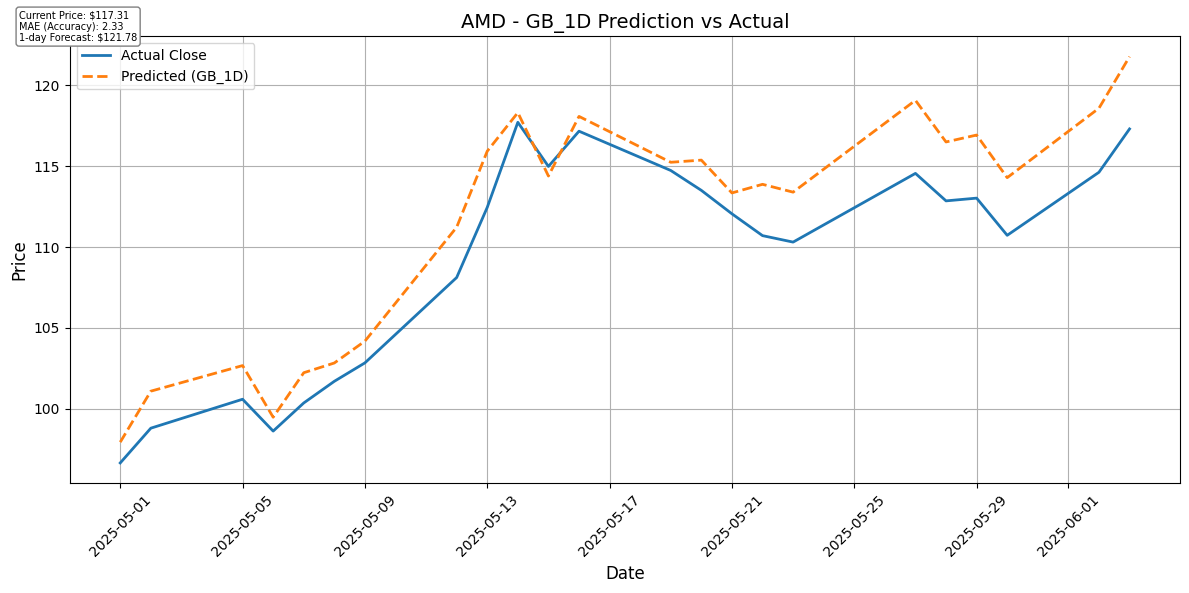 AMD - GB_1D Prediction vs Actual
Current Price: $117.31
MAE (Accuracy): 2.33
1-day Forecast: $121.78
Actual Close
Predicted (GB_1D)
Price
120
115
110
105
100
2025-05-01
2025-05-05
2025-05-09
2025-05-13
2025-05-17
2025-05-21
2025-05-25
2025-05-29
2025-06-01
Date